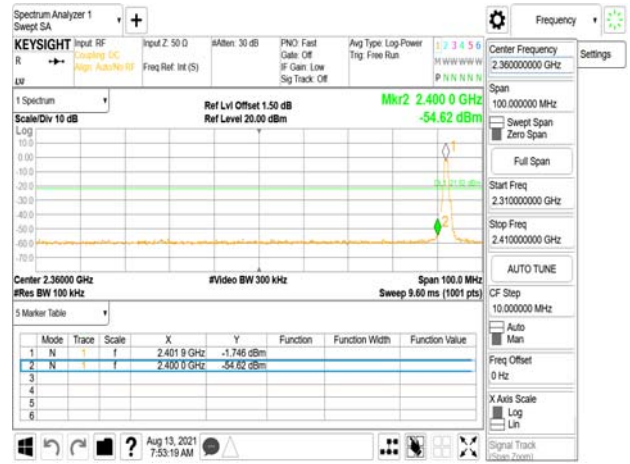 Spectrum Analyzer 1
Swept SA
Frequency
KEYSIGHT Input: RF Input Z: 50 Ω #Atten: 30 dB PNO: Fast Avg Type: Log-Power 1 2 3 4 5 6
R Coupling: DC Gate: Off Trig: Free Run M W W W W W
Align: Auto/No RF Freq Ref: Int (S) IF Gain: Low P N N N N N
Sig Track: Off
1 Spectrum Ref Lvl Offset 1.50 dB Mkr2 2.400 0 GHz
Scale/Div 10 dB Ref Level 20.00 dBm -54.62 dBm
Log
10.0
0.00
-10.0
-20.0
-30.0
-40.0
-50.0
-60.0
-70.0
1
2
Center 2.36000 GHz #Video BW 300 kHz Span 100.0 MHz
#Res BW 100 kHz Sweep 9.60 ms (1001 pts)
5 Marker Table
Mode Trace Scale X Y Function Function Width Function Value
1 N 1 f 2.401 9 GHz -1.746 dBm
2 N 1 f 2.400 0 GHz -54.62 dBm
3
4
5
6
Aug 13, 2021
7:53:19 AM
Center Frequency
2.360000000 GHz
Settings
Span
100.000000 MHz
Swept Span
Zero Span
Full Span
Start Freq
2.310000000 GHz
Stop Freq
2.410000000 GHz
AUTO TUNE
CF Step
10.000000 MHz
Auto
Man
Freq Offset
0 Hz
X Axis Scale
Log
Lin
Signal Track
(Span Zoom)